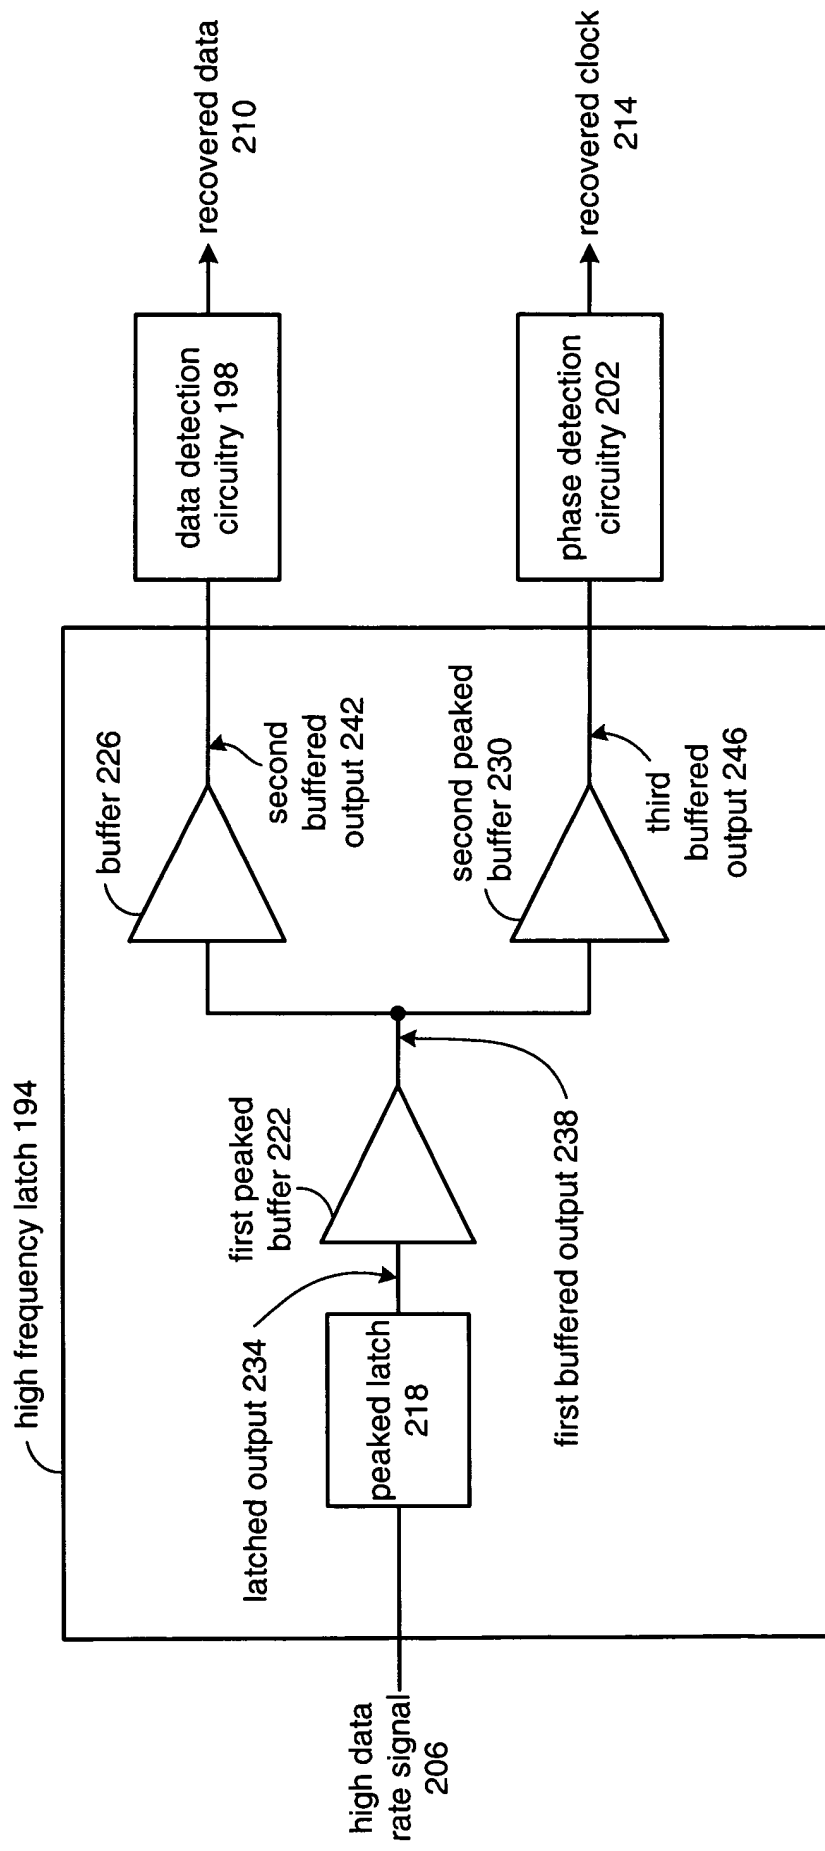 high frequency latch 194
high data
rate signal
206
latched output 234
peaked latch
218
first peaked
buffer 222
first buffered output 238
buffer 226
second
buffered
output 242
second peaked
buffer 230
third
buffered
output 246
data detection
circuitry 198
phase detection
circuitry 202
recovered data
210
recovered clock
214